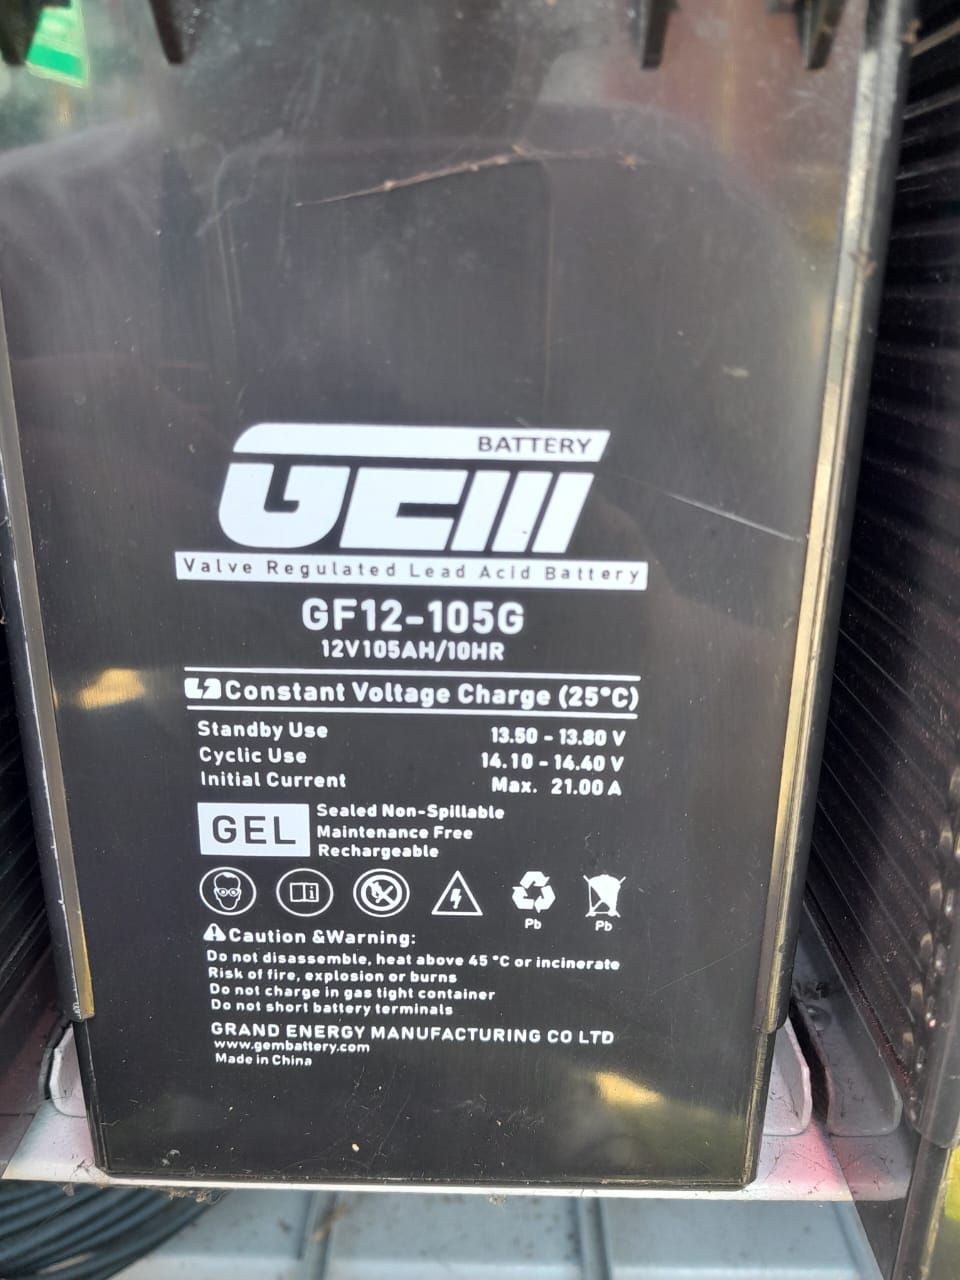 BATTERY
GEM
Valve Regulated Lead Acid Battery
GF12-105G
12V105AH/10HR
Constant Voltage Charge (25°C)
Standby Use 13.50 - 13.80 V
Cyclic Use 14.10 - 14.40 V
Initial Current Max. 21.00 A
GEL
Sealed Non-Spillable
Maintenance Free
Rechargeable
Pb Pb
Caution &Warning:
Do not disassemble, heat above 45 °C or incinerate
Risk of fire, explosion or burns
Do not charge in gas tight container
Do not short battery terminals
GRAND ENERGY MANUFACTURING CO LTD
www.gembattery.com
Made in China